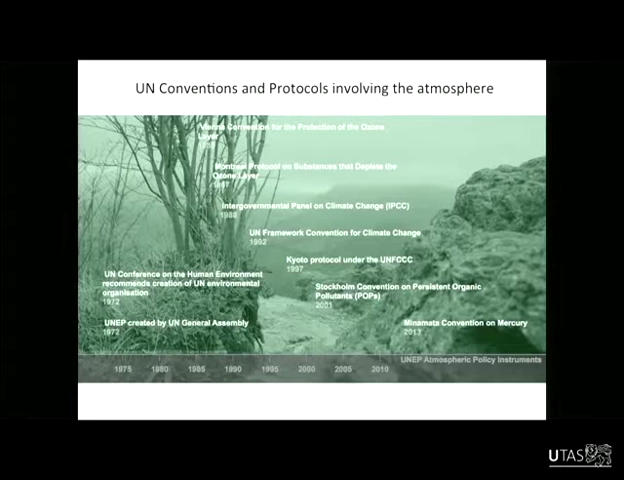 UN Conventions and Protocols involving the atmosphere
Vienna Convention for the Protection of the Ozone
Layer
Montreal Protocol on Substances that Deplete the
Ozone Layer
1987
Intergovernmental Panel on Climate Change (IPCC)
1988
UN Framework Convention for Climate Change
1992
Kyoto protocol under the UNFCCC
1997
UN Conference on the Human Environment
recommends creation of UN environmental
organisation
1972
Stockholm Convention on Persistent Organic
Pollutants (POPs)
2001
UNEP created by UN General Assembly
1972
Minamata Convention on Mercury
2013
UNEP Atmospheric Policy Instruments
1975 1980 1985 1990 1995 2000 2005 2010
UTAS